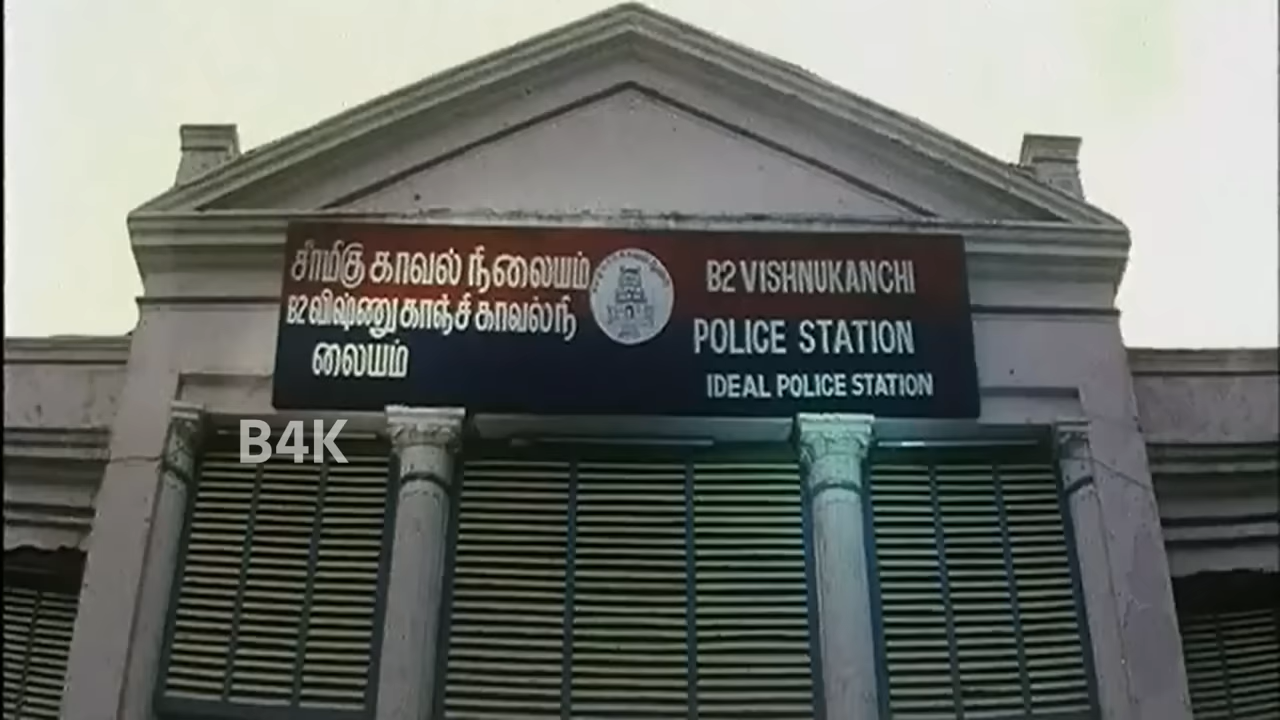 சீர்மிகு காவல் நிலையம்
B2 விஷ்ணுகாஞ்சி காவல் நி
லையம்
B2 VISHNUKANCHI
POLICE STATION
IDEAL POLICE STATION
B4K